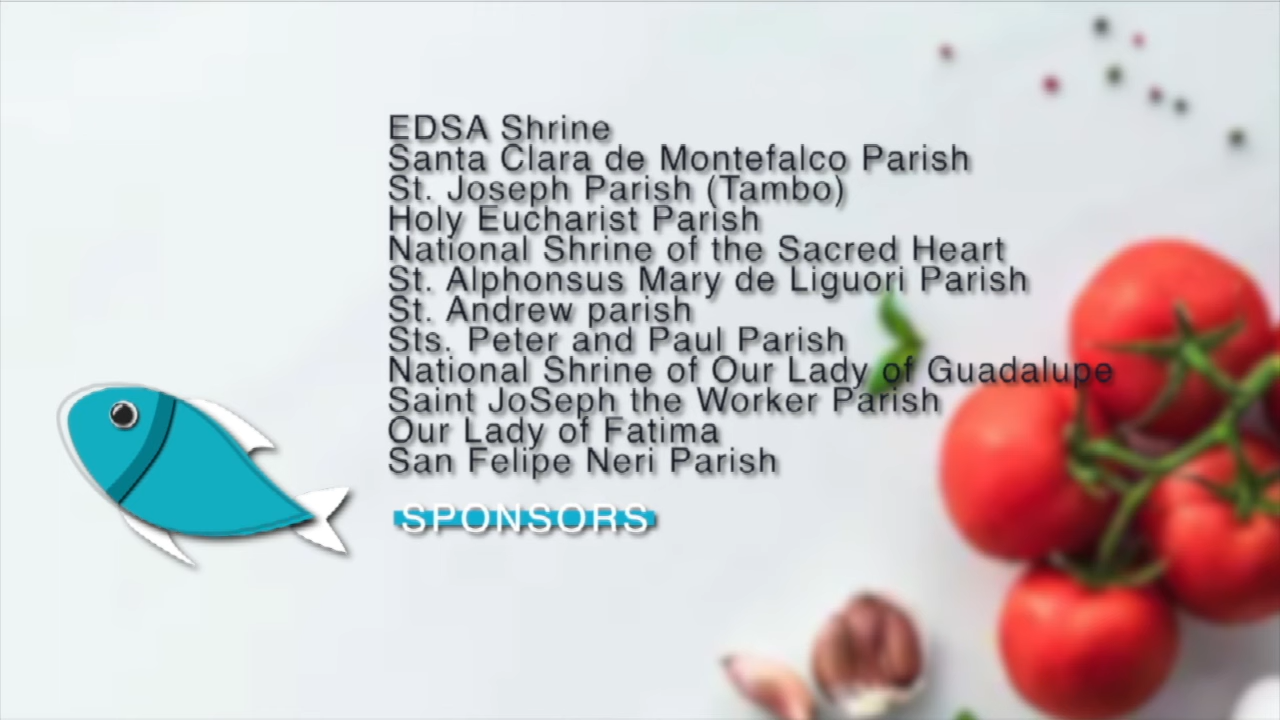 EDSA Shrine
Santa Clara de Montefalco Parish
St. Joseph Parish (Tambo)
Holy Eucharist Parish
National Shrine of the Sacred Heart
St. Alphonsus Mary de Liguori Parish
St. Andrew parish
Sts. Peter and Paul Parish
National Shrine of Our Lady of Guadalupe
Saint JoSeph the Worker Parish
Our Lady of Fatima
San Felipe Neri Parish
SPONSORS